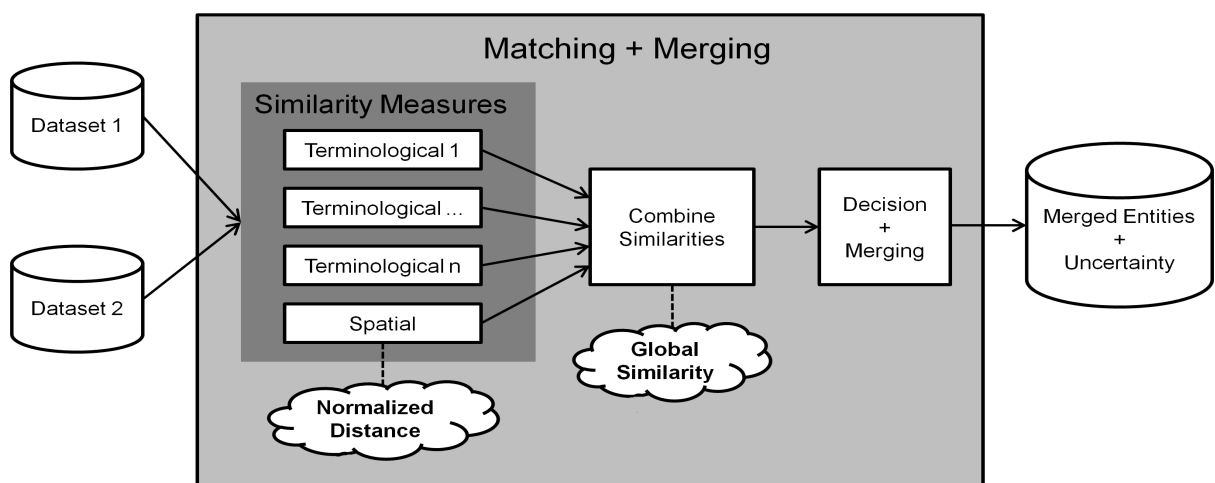 Matching + Merging
Dataset 1
Dataset 2
Similarity Measures
Terminological 1
Terminological ...
Terminological n
Spatial
Normalized
Distance
Combine
Similarities
Global
Similarity
Decision
+
Merging
Merged Entities
+
Uncertainty